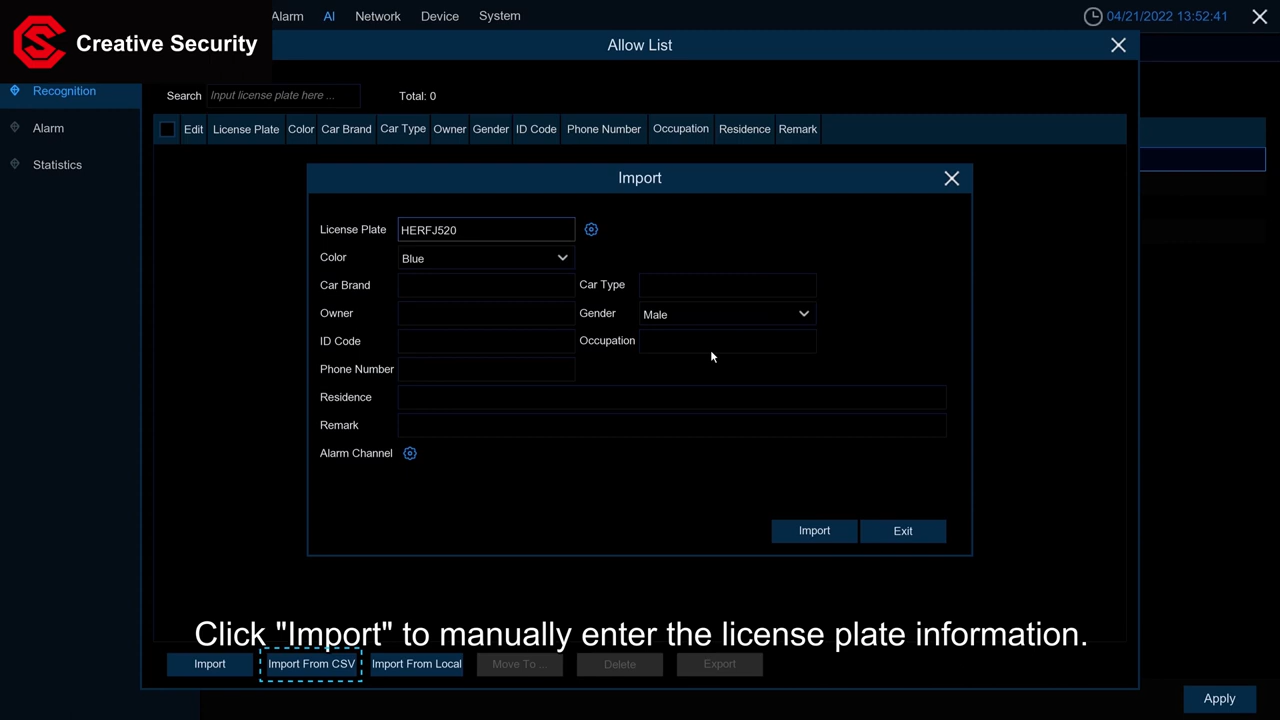 Alarm AI Network Device System 04/21/2022 13:52:41
Creative Security
Allow List
Recognition
Alarm
Statistics
Search Input license plate here ... Total: 0
Edit License Plate Color Car Brand Car Type Owner Gender ID Code Phone Number Occupation Residence Remark
Import
License Plate HERFJ520
Color Blue
Car Brand Car Type
Owner Gender Male
ID Code Occupation
Phone Number
Residence
Remark
Alarm Channel
Import Exit
Click "Import" to manually enter the license plate information.
Import Import From CSV Import From Local Move To ... Delete Export
Apply